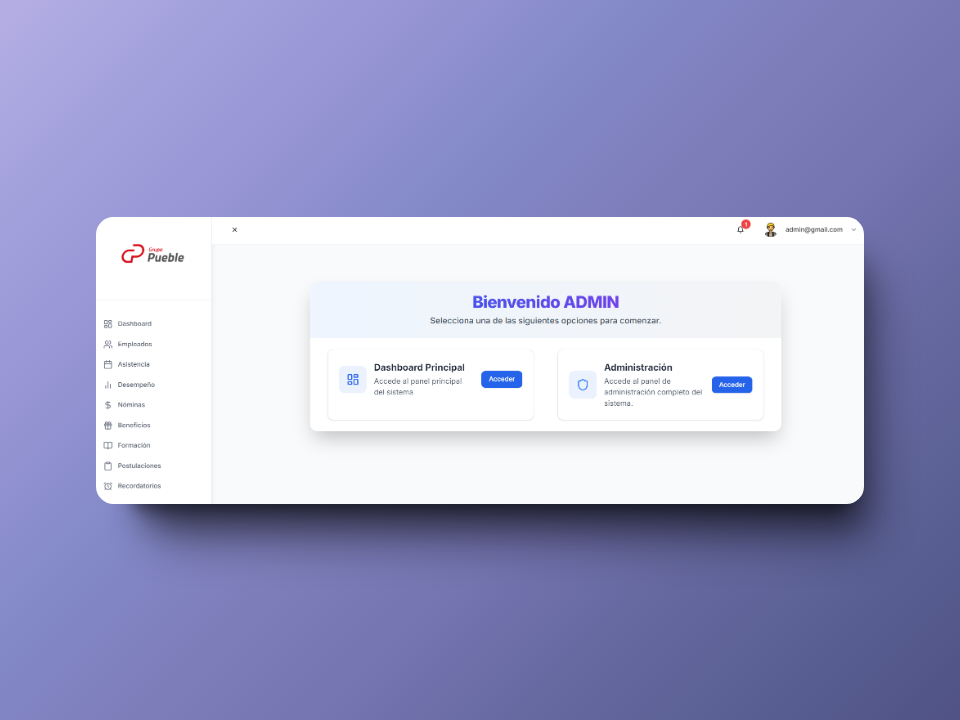 Grupo
Pueble
1
admin@gmail.com
Dashboard
Empleados
Asistencia
Desempeño
Nóminas
Beneficios
Formación
Postulaciones
Recordatorios
Bienvenido ADMIN
Selecciona una de las siguientes opciones para comenzar.
Dashboard Principal
Accede al panel principal
del sistema
Acceder
Administración
Accede al panel de
administración completo del
sistema.
Acceder